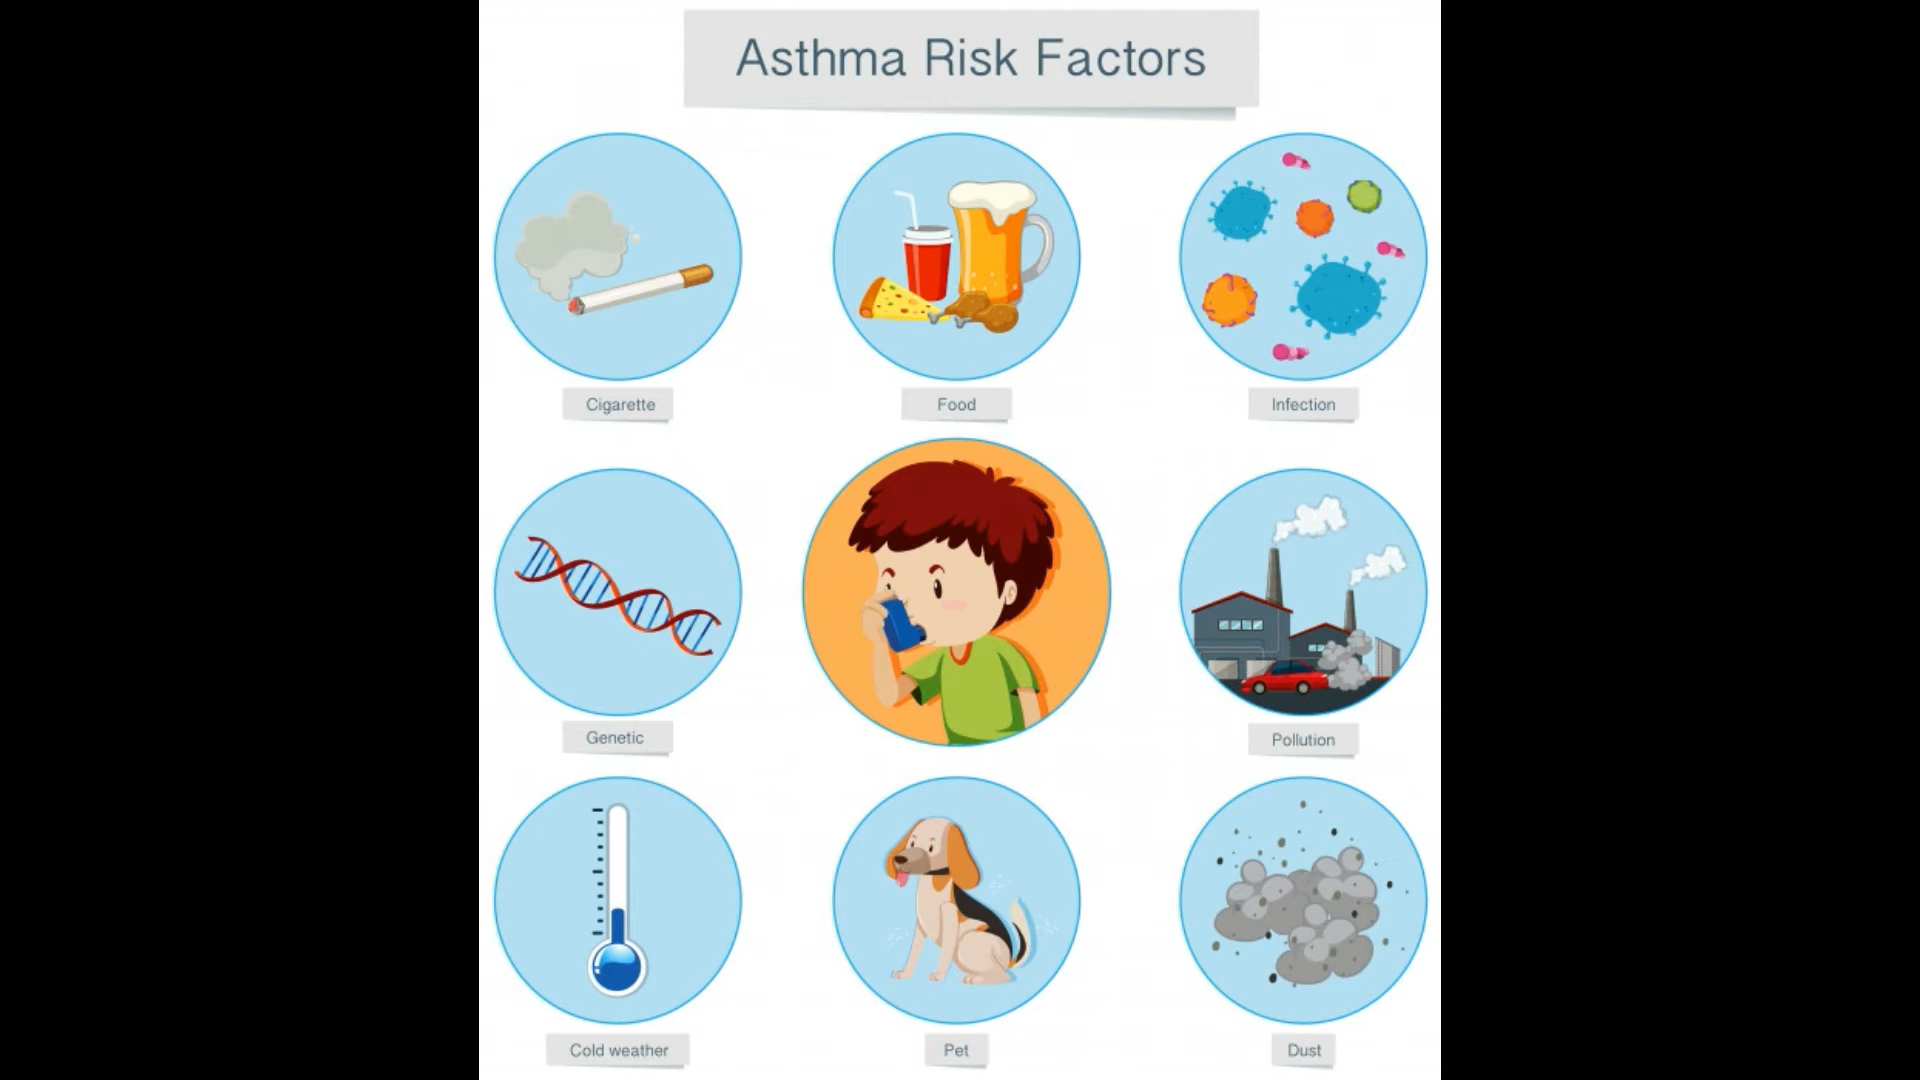 Asthma Risk Factors
Cigarette
Food
Infection
Genetic
Pollution
Cold weather
Pet
Dust